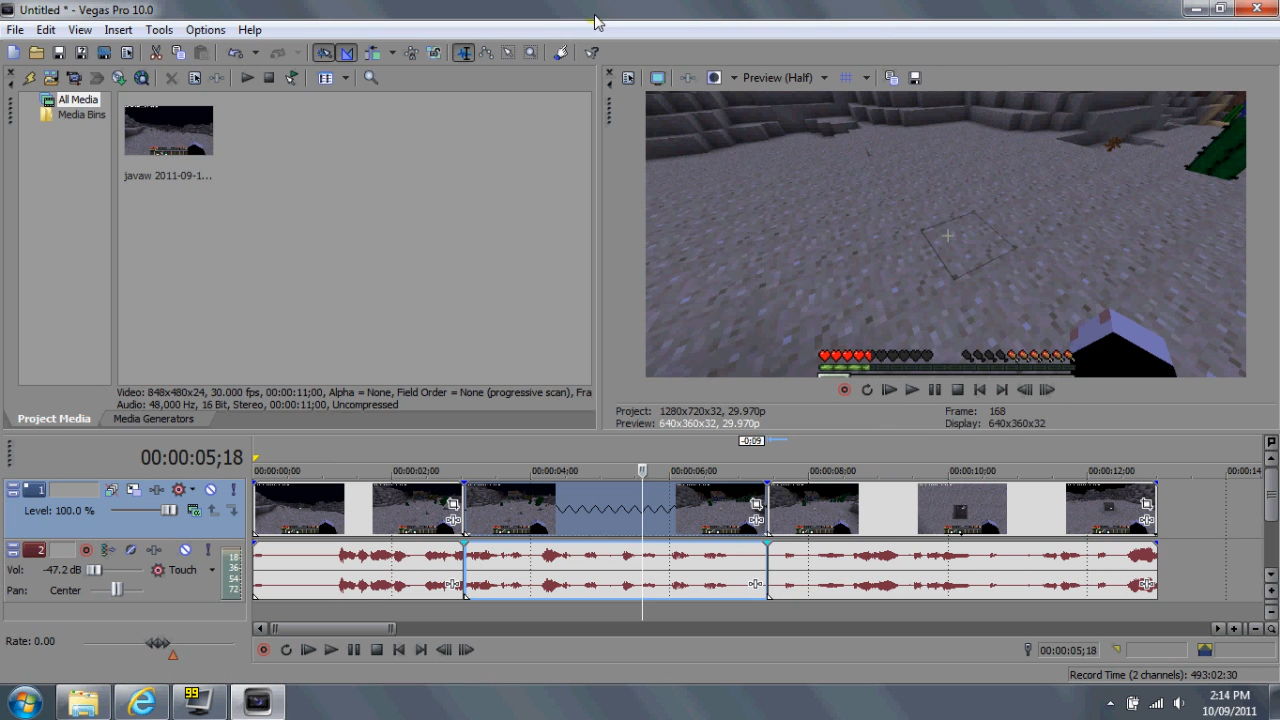 Untitled * - Vegas Pro 10.0
File Edit View Insert Tools Options Help
Preview (Half)
All Media
Media Bins
javaw 2011-09-1...
Video: 848x480x24, 30.000 fps, 00:00:11;00, Alpha = None, Field Order = None (progressive scan), Fra
Audio: 48,000 Hz, 16 Bit, Stereo, 00:00:11;00, Uncompressed
Project Media Media Generators
Project: 1280x720x32, 29.970p Frame: 168
Preview: 640x360x32, 29.970p Display: 640x360x32
-0;09
00:00:05;18
00:00:00;00 00:00:02;00 00:00:04;00 00:00:06;00 00:00:08;00 00:00:10;00 00:00:12;00 00:00:14
1
Level: 100.0 %
2
Vol: -47.2 dB Touch
Pan: Center
18
36
54
72
Rate: 0.00
00:00:05;18
Record Time (2 channels): 493:02:30
99
2:14 PM
10/09/2011